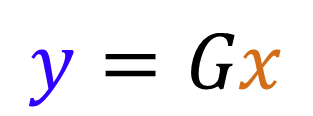 y = Gx